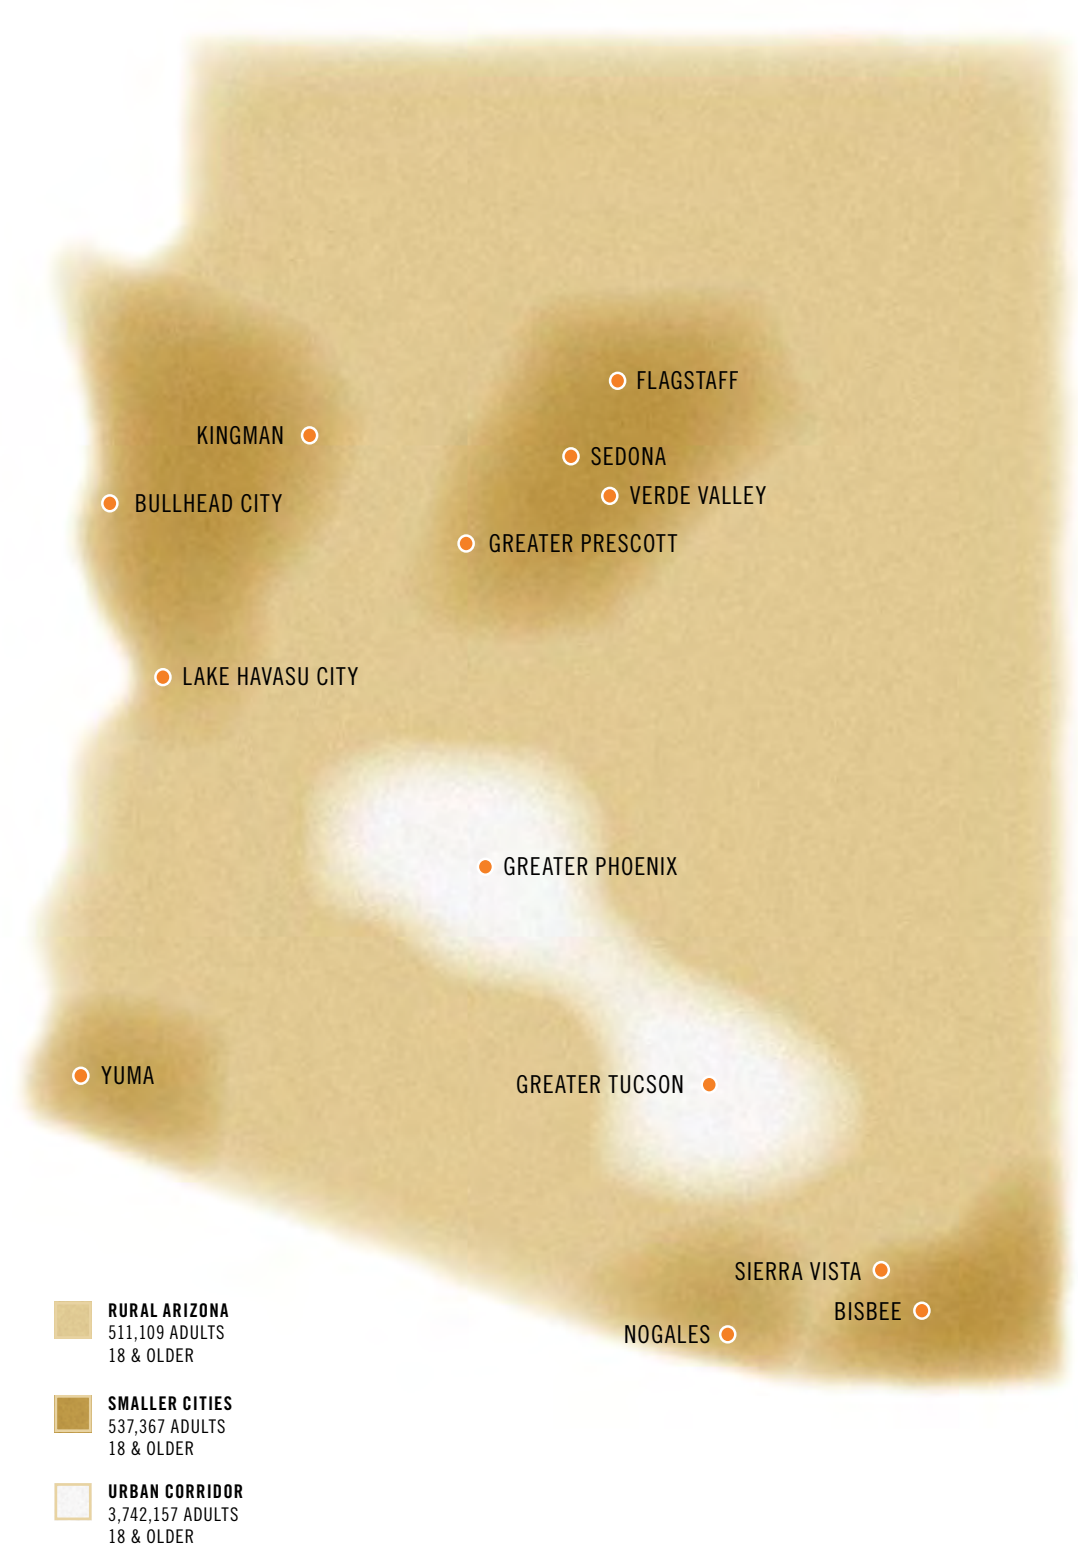 FLAGSTAFF
KINGMAN
SEDONA
VERDE VALLEY
BULLHEAD CITY
GREATER PRESCOTT
LAKE HAVASU CITY
GREATER PHOENIX
YUMA
GREATER TUCSON
SIERRA VISTA
BISBEE
NOGALES
RURAL ARIZONA
511,109 ADULTS
18 & OLDER
SMALLER CITIES
537,367 ADULTS
18 & OLDER
URBAN CORRIDOR
3,742,157 ADULTS
18 & OLDER